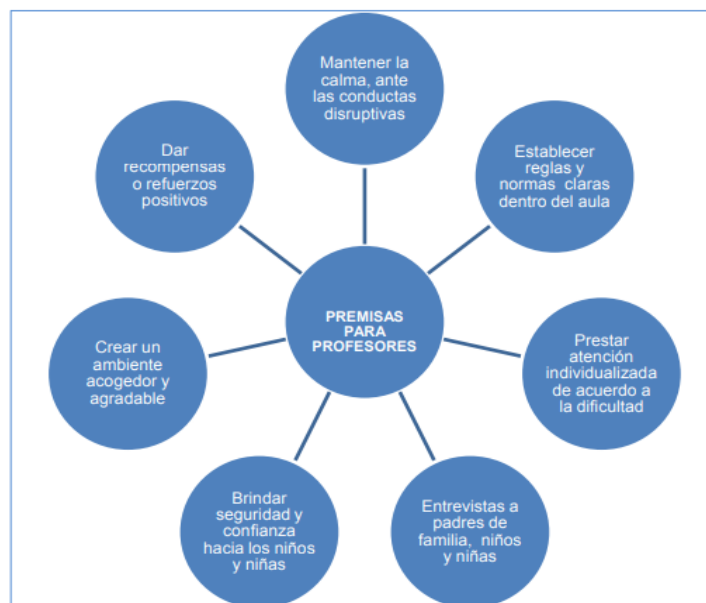 Mantener la
calma, ante
las conductas
disruptivas
Dar
recompensas
o refuerzos
positivos
Establecer
reglas y
normas claras
dentro del aula
PREMISAS
PARA
PROFESORES
Crear un
ambiente
acogedor y
agradable
Prestar
atención
individualizada
de acuerdo a
la dificultad
Brindar
seguridad y
confianza
hacia los niños
y niñas
Entrevistas a
padres de
familia, niños y
niñas